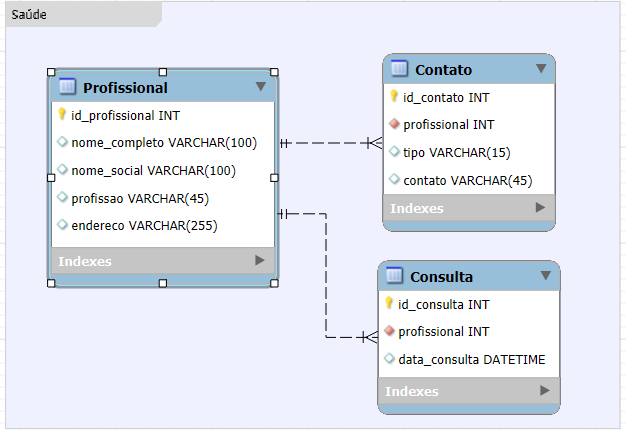 Saúde
Profissional
id_profissional INT
nome_completo VARCHAR(100)
nome_social VARCHAR(100)
profissao VARCHAR(45)
endereco VARCHAR(255)
Indexes
Contato
id_contato INT
profissional INT
tipo VARCHAR(15)
contato VARCHAR(45)
Indexes
Consulta
id_consulta INT
profissional INT
data_consulta DATETIME
Indexes